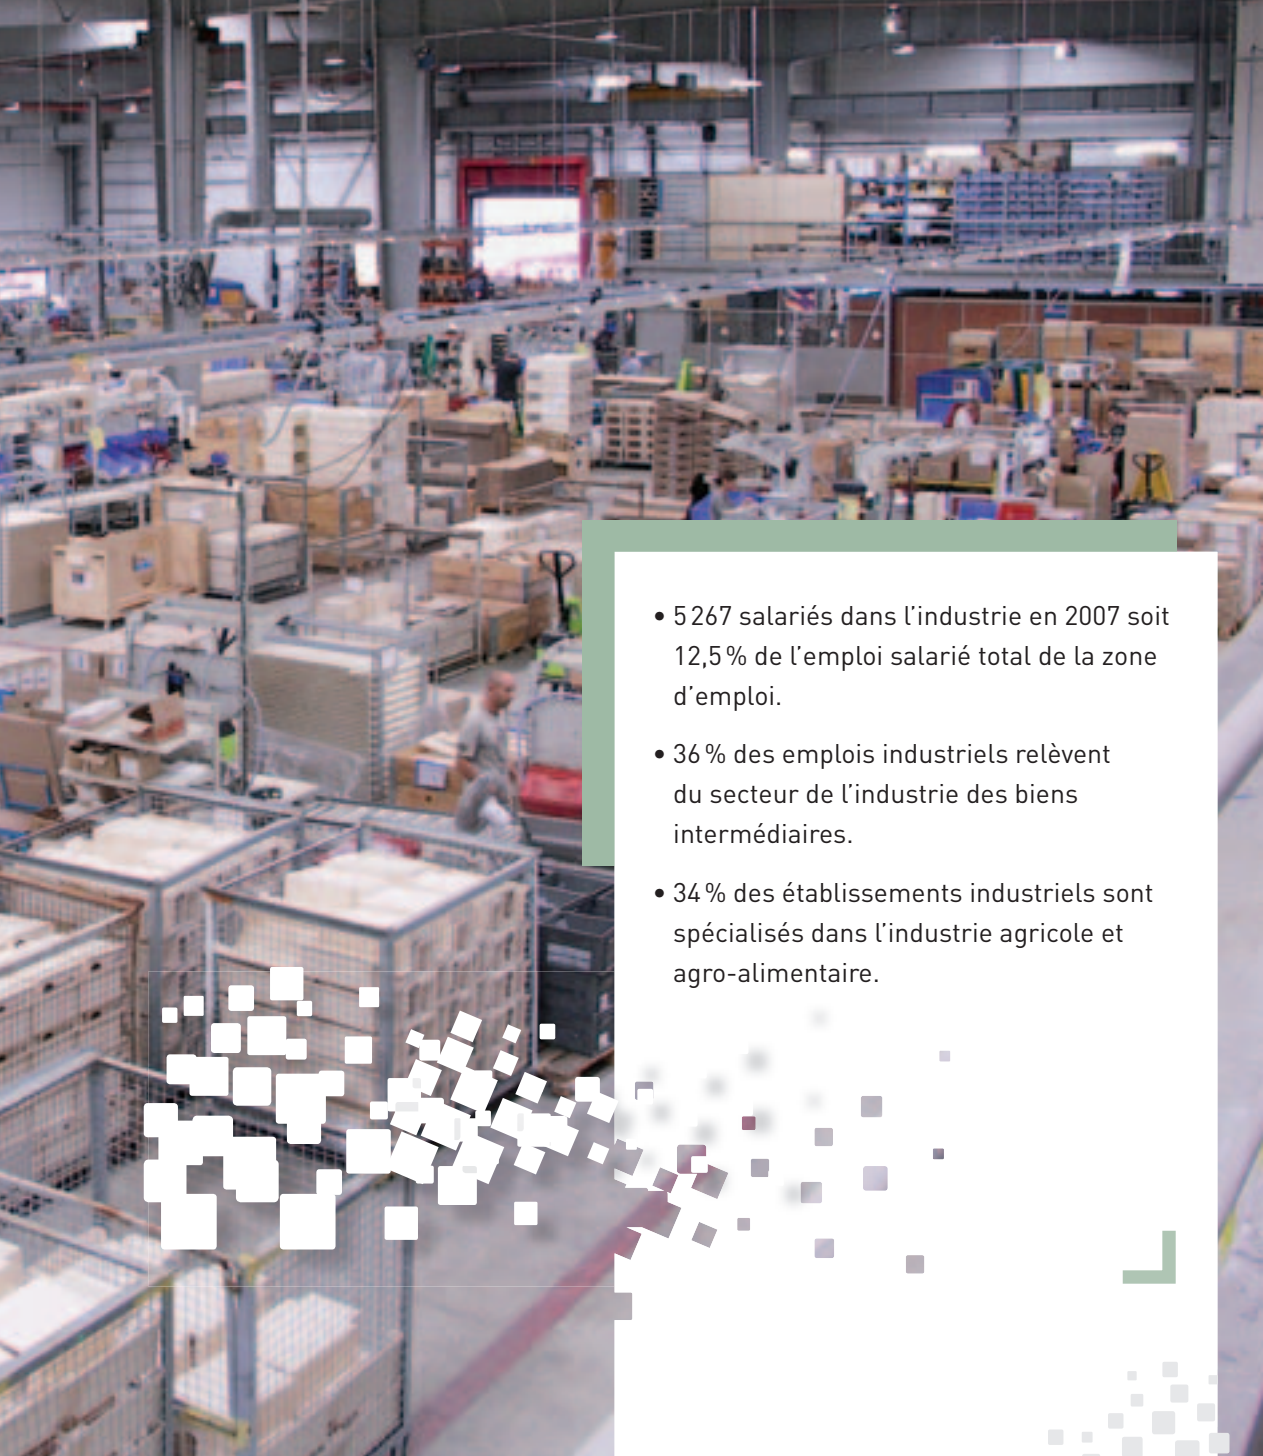 • 5 267 salariés dans l’industrie en 2007 soit
12,5 % de l’emploi salarié total de la zone
d’emploi.
• 36 % des emplois industriels relèvent
du secteur de l’industrie des biens
intermédiaires.
• 34 % des établissements industriels sont
spécialisés dans l’industrie agricole et
agro-alimentaire.